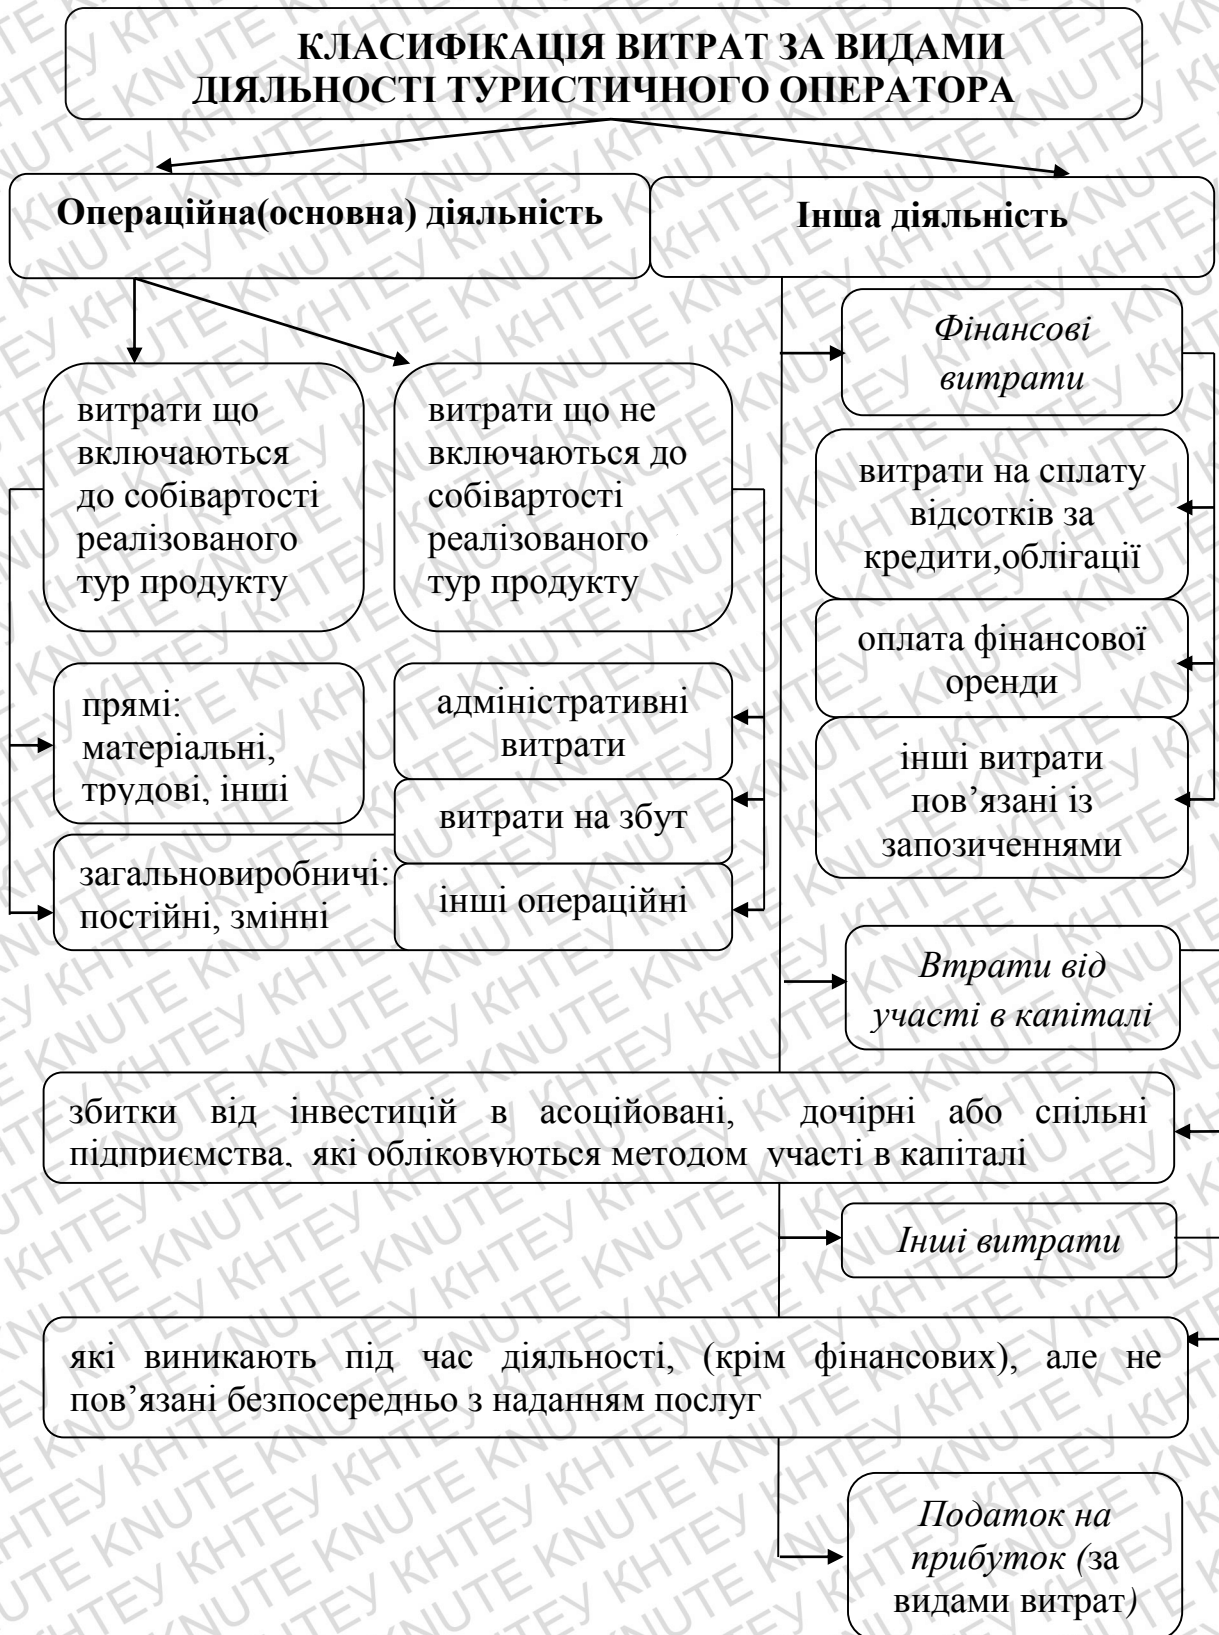 КЛАСИФІКАЦІЯ ВИТРАТ ЗА ВИДАМИ
ДІЯЛЬНОСТІ ТУРИСТИЧНОГО ОПЕРАТОРА
Операційна(основна) діяльність
Інша діяльність
витрати що
включаються
до собівартості
реалізованого
тур продукту
витрати що не
включаються до
собівартості
реалізованого
тур продукту
прямі:
матеріальні,
трудові, інші
загальновиробничі:
постійні, змінні
адміністративні
витрати
витрати на збут
інші операційні
Фінансові
витрати
витрати на сплату
відсотків за
кредити,облігації
оплата фінансової
оренди
інші витрати
пов’язані із
запозиченнями
Втрати від
участі в капіталі
збитки від інвестицій в асоційовані, дочірні або спільні
підприємства, які обліковуються методом участі в капіталі
Інші витрати
які виникають під час діяльності, (крім фінансових), але не
пов’язані безпосередньо з наданням послуг
Податок на
прибуток (за
видами витрат)